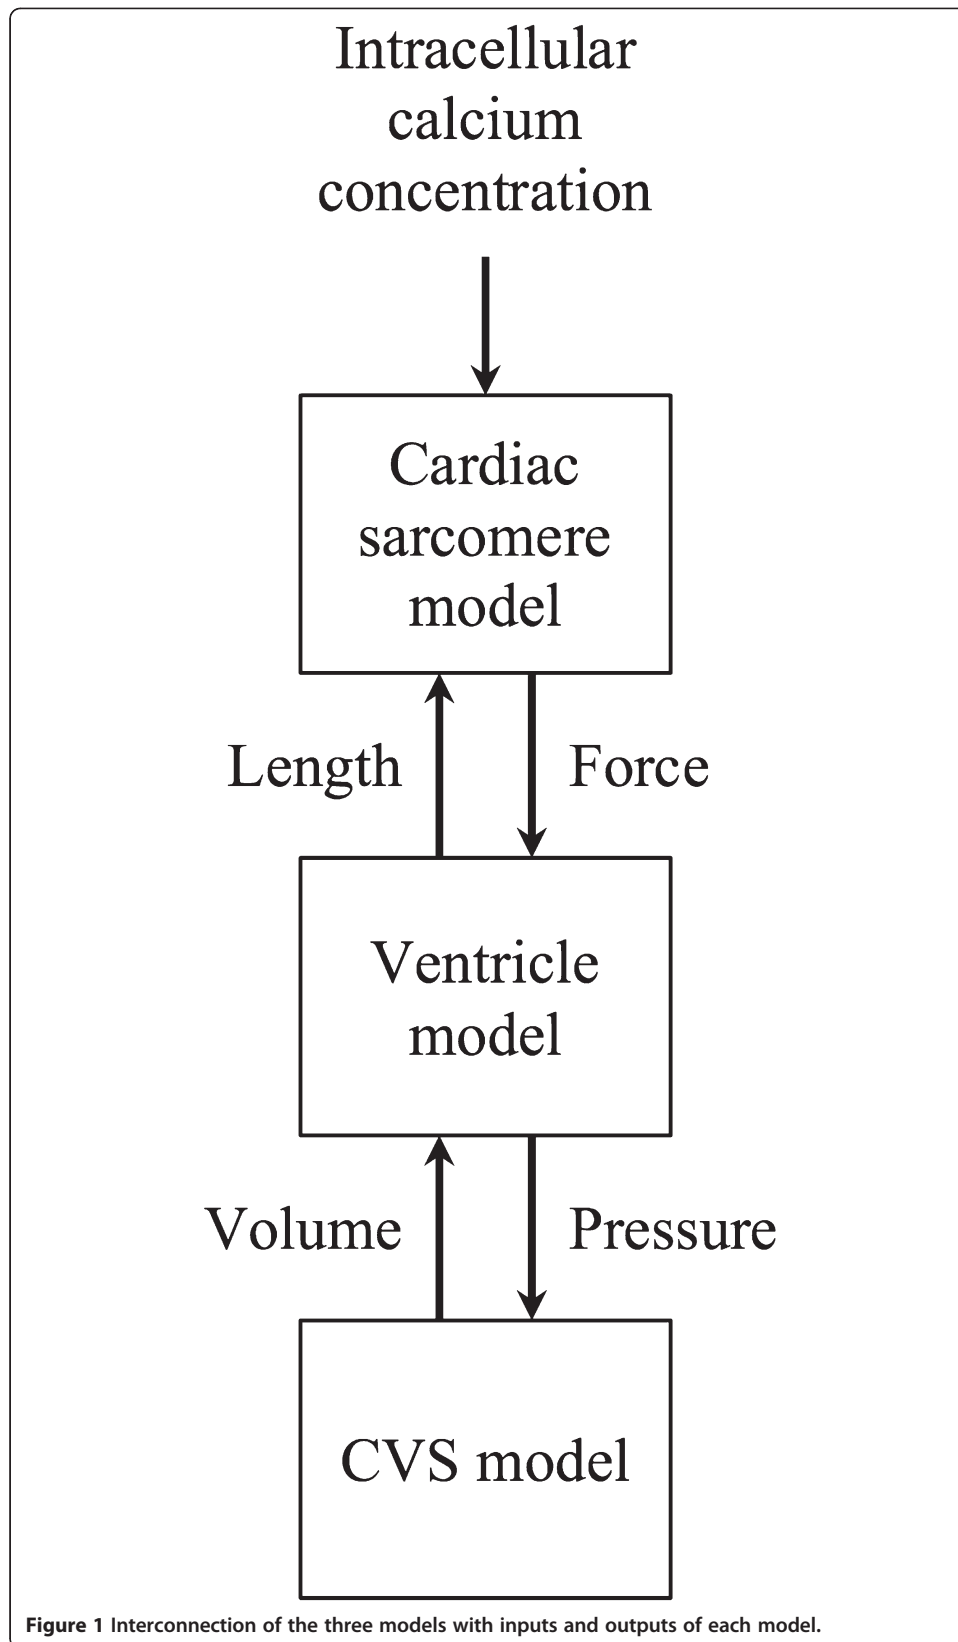 Intracellular
calcium
concentration
Cardiac
sarcomere
model
Length
Force
Ventricle
model
Volume
Pressure
CVS model
Figure 1 Interconnection of the three models with inputs and outputs of each model.